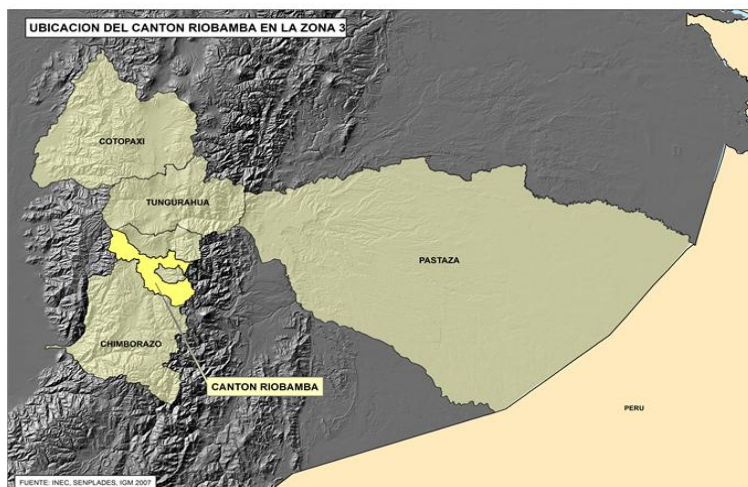 UBICACION DEL CANTON RIOBAMBA EN LA ZONA 3
COTOPAXI
TUNGURAHUA
PASTAZA
CHIMBORAZO
CANTON RIOBAMBA
PERU
FUENTE: INEC, SENPLADES, IGM 2007